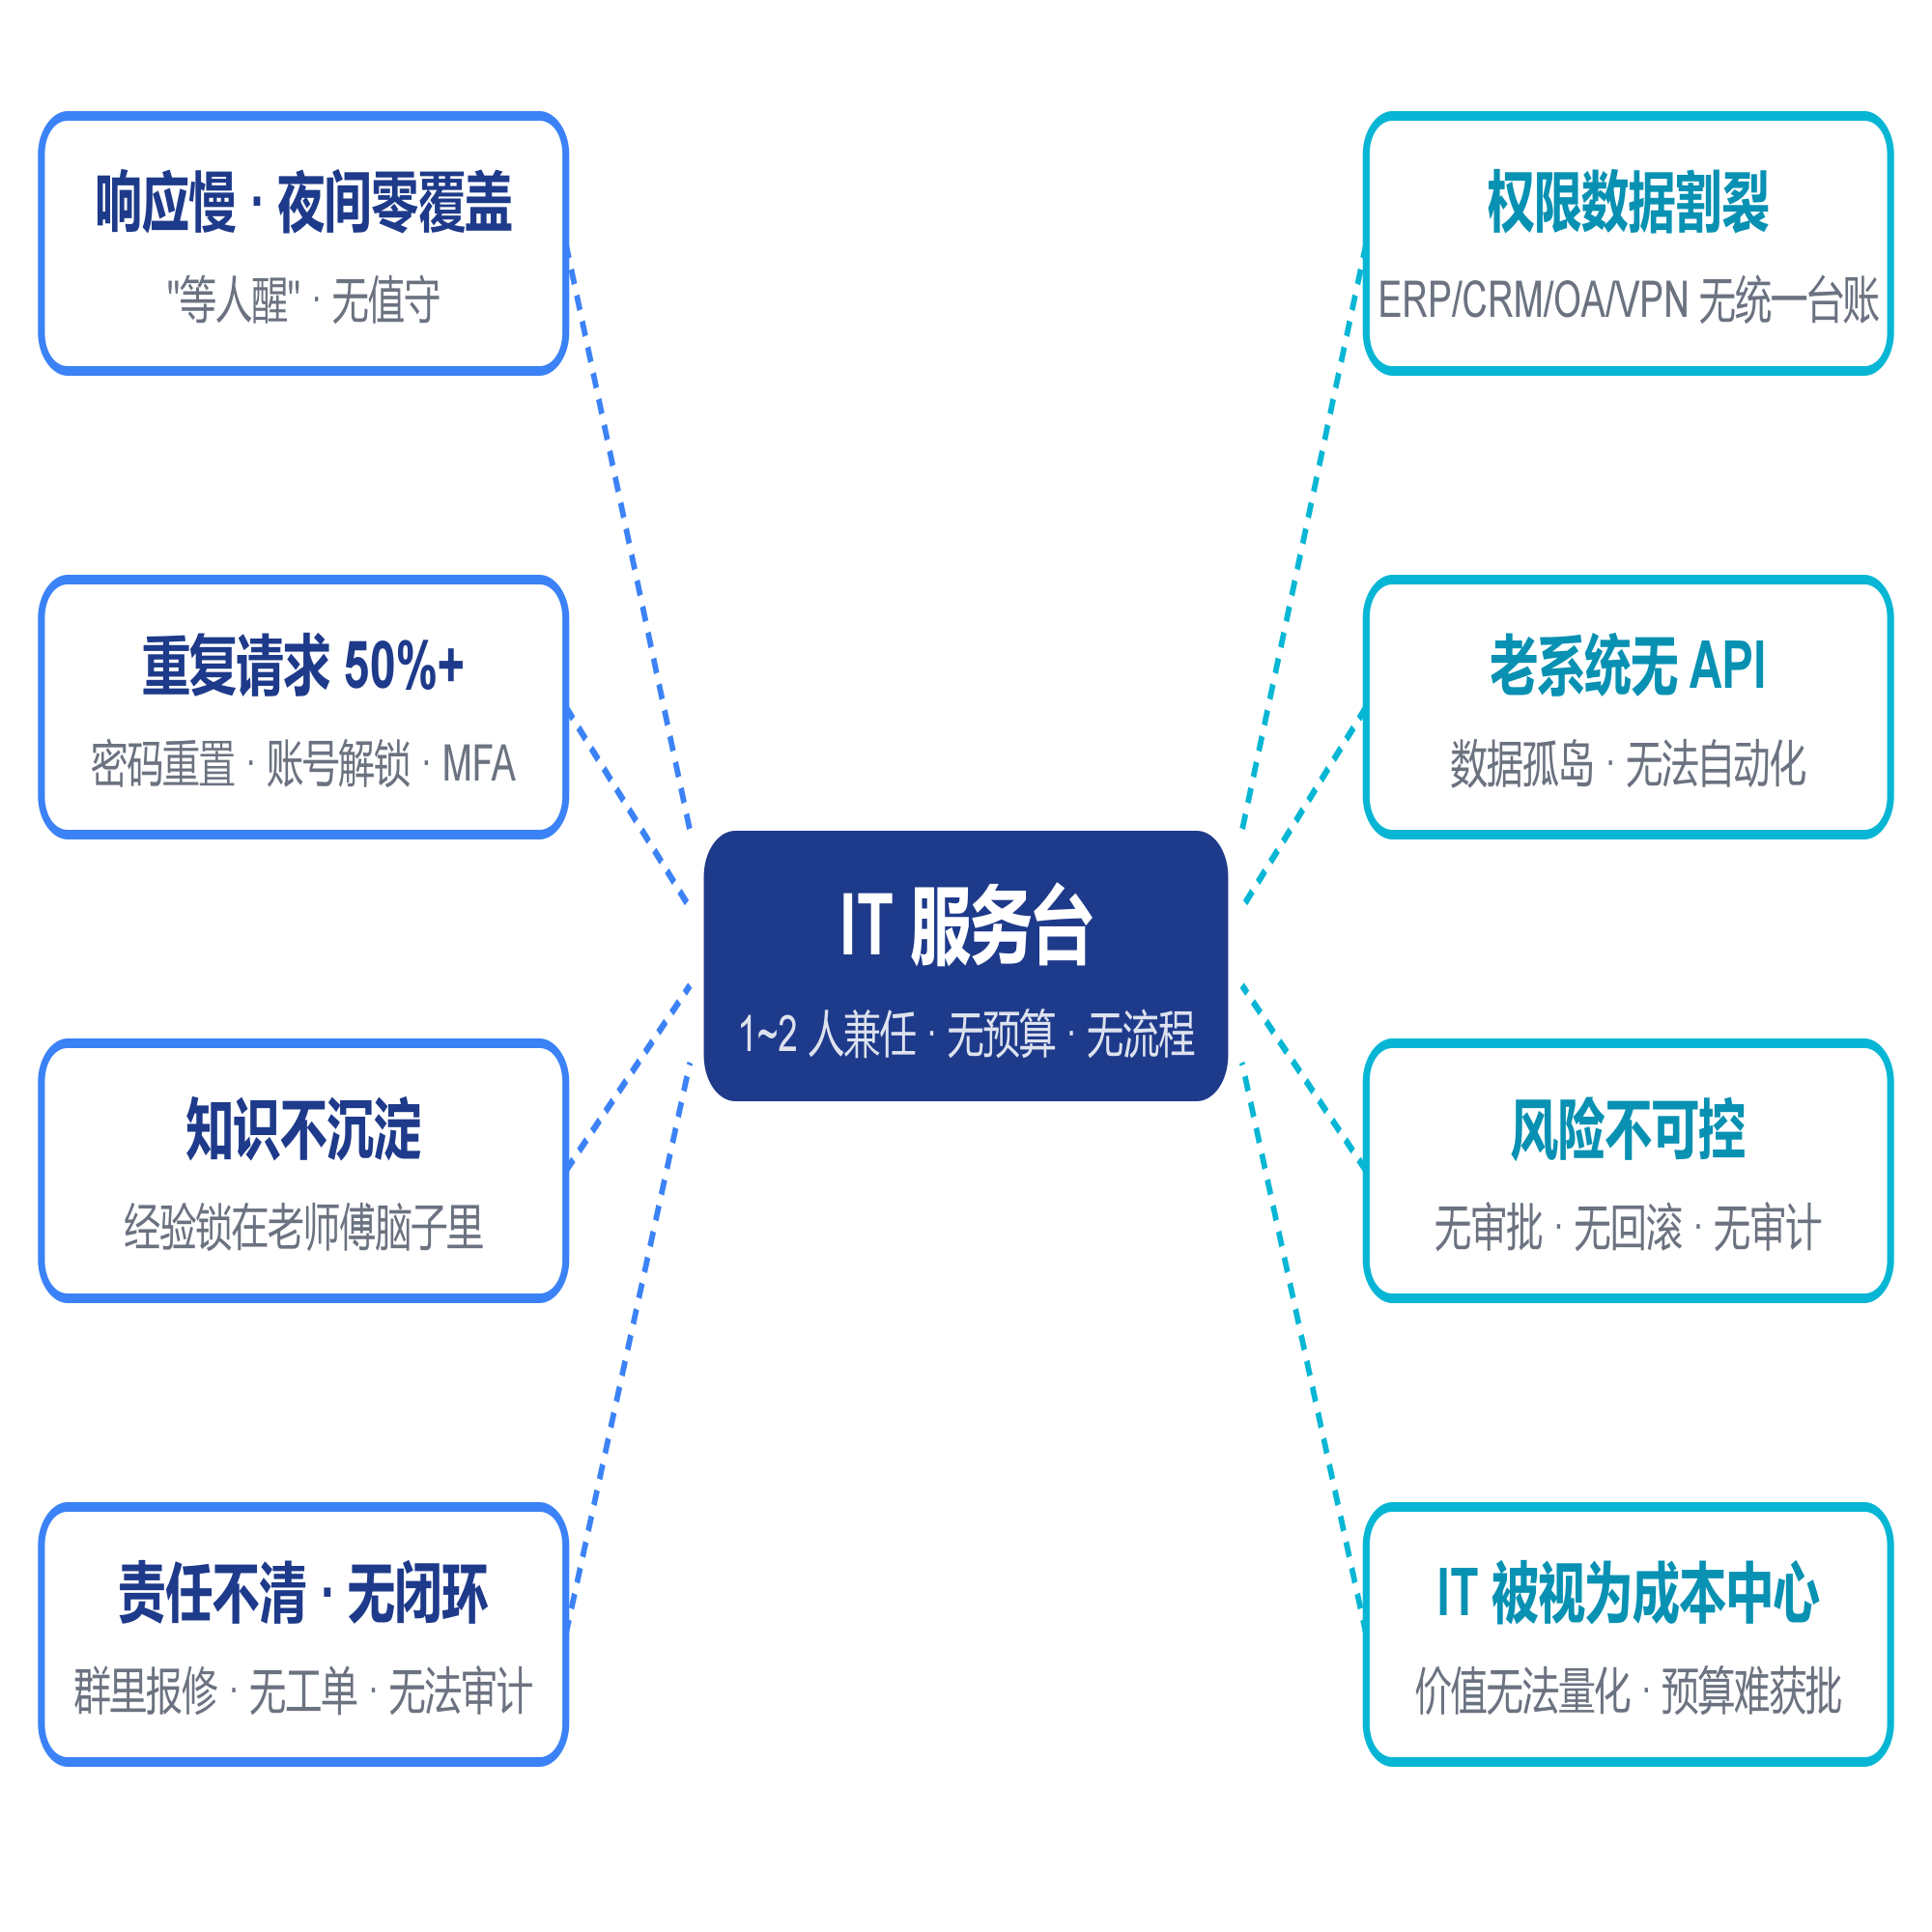 响应慢 · 夜间零覆盖
"等人醒" · 无值守
重复请求 50%+
密码重置 · 账号解锁 · MFA
知识不沉淀
经验锁在老师傅脑子里
责任不清 · 无闭环
群里报修 · 无工单 · 无法审计
IT 服务台
1~2 人兼任 · 无预算 · 无流程
权限数据割裂
ERP/CRM/OA/VPN 无统一台账
老系统无 API
数据孤岛 · 无法自动化
风险不可控
无审批 · 无回滚 · 无审计
IT 被视为成本中心
价值无法量化 · 预算难获批